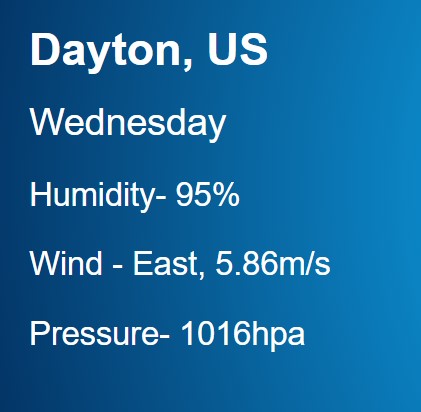 Dayton, US
Wednesday
Humidity- 95%
Wind - East, 5.86m/s
Pressure- 1016hpa